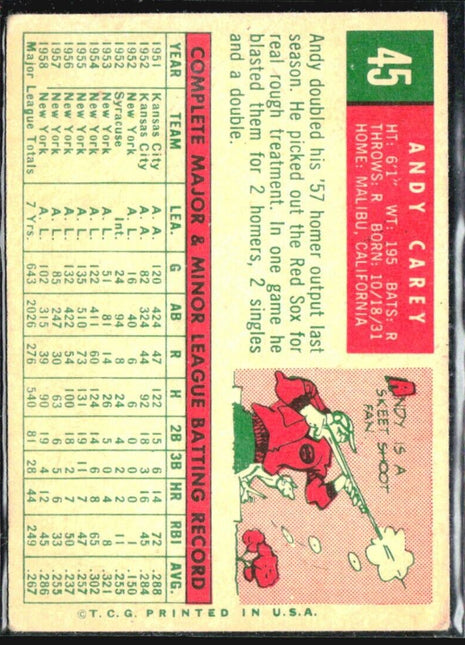 45
ANDY CAREY
HT: 6'1" WT: 195 BATS: R
THROWS: R BORN: 10/18/31
HOME: MALIBU, CALIFORNIA
Andy doubled his '57 homer output last
season. He picked out the Red Sox for
real rough treatment. In one game he
blasted them for 2 homers, 2 singles
and a double.
ANDY IS A
SKEET SHOOT
FAN
COMPLETE MAJOR & MINOR LEAGUE BATTING RECORD
YEAR TEAM LEA. G AB R H 2B 3B HR RBI AVG.
1951 Kansas City A. A. 120 424 47 122 15 6 14 72 .288
1952 Kansas City A. A. 82 324 44 92 18 3 16 45 .284
1952 New York A. L. 16 40 6 6 0 0 0 1 .150
1952 Syracuse Int. 24 94 8 24 4 2 2 11 .255
1953 New York A. L. 51 81 14 26 5 0 4 8 .321
1954 New York A. L. 122 411 60 124 14 6 8 65 .302
1955 New York A. L. 135 510 73 131 19 11 7 47 .257
1956 New York A. L. 132 422 54 100 18 2 7 50 .237
1957 New York A. L. 85 247 30 63 6 5 6 33 .255
1958 New York A. L. 102 315 39 90 19 4 12 45 .286
Major League Totals 7 Yrs. 643 2026 276 540 81 28 44 249 .267
©T.C.G. PRINTED IN U.S.A.